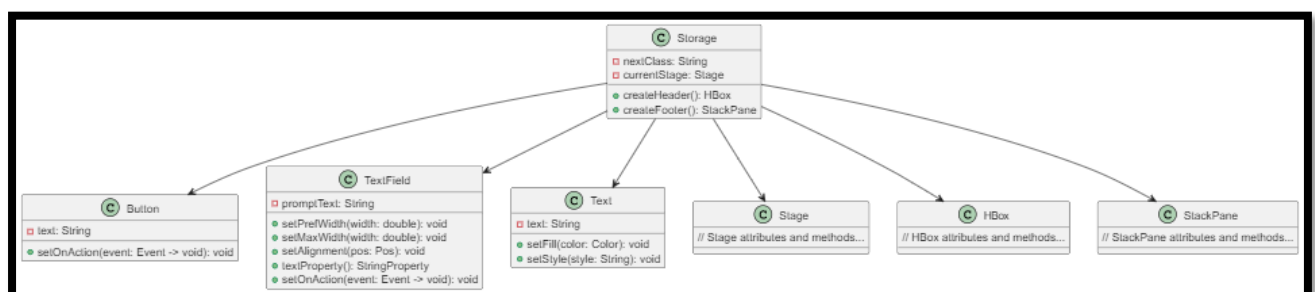 C Storage
nextClass: String
currentStage: Stage
createHeader(): HBox
createFooter(): StackPane
C Button
text: String
setOnAction(event: Event -> void): void
C TextField
promptText: String
setPrefWidth(width: double): void
setMaxWidth(width: double): void
setAlignment(pos: Pos): void
textProperty(): StringProperty
setOnAction(event: Event -> void): void
C Text
text: String
setFill(color: Color): void
setStyle(style: String): void
C Stage
// Stage attributes and methods...
C HBox
// HBox attributes and methods...
C StackPane
// StackPane attributes and methods...